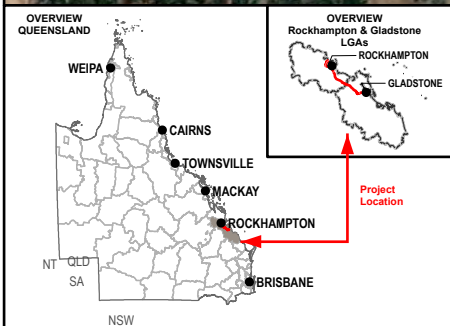 OVERVIEW
QUEENSLAND
WEIPA
CAIRNS
TOWNSVILLE
MACKAY
ROCKHAMPTON
BRISBANE
NT QLD
SA
NSW
OVERVIEW
Rockhampton & Gladstone
LGAs
ROCKHAMPTON
GLADSTONE
Project
Location